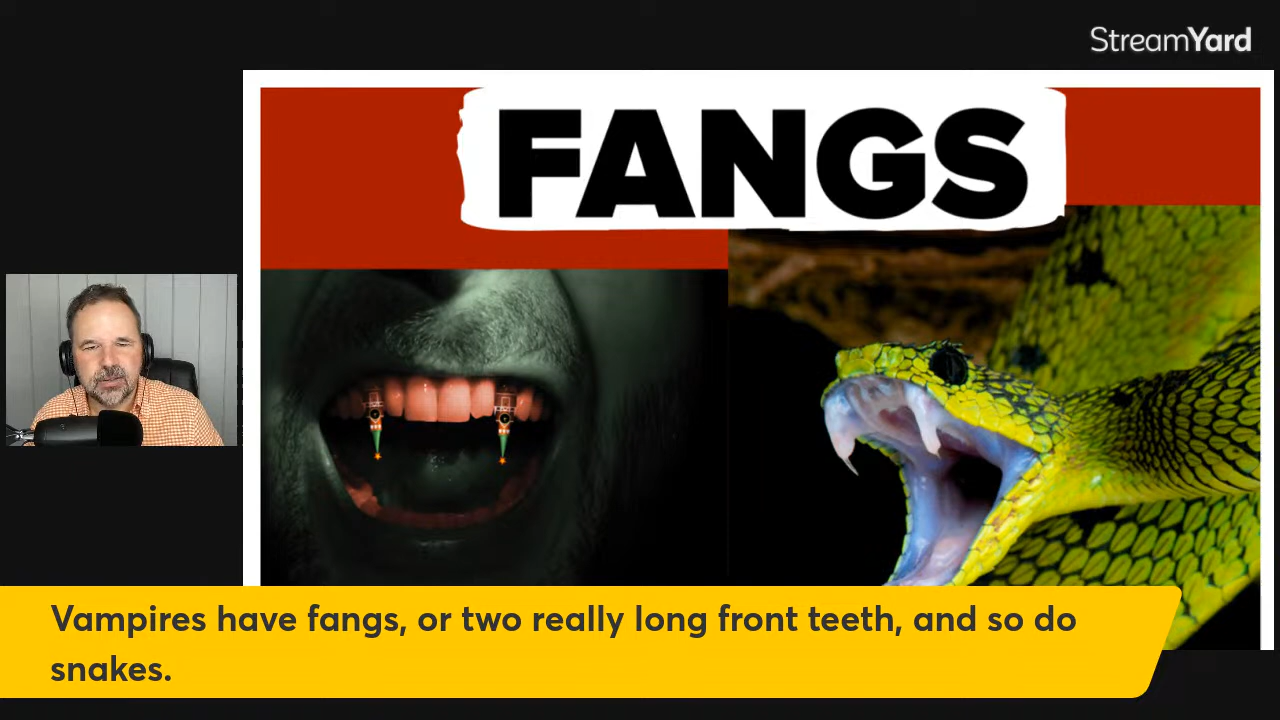 StreamYard
FANGS
Vampires have fangs, or two really long front teeth, and so do
snakes.